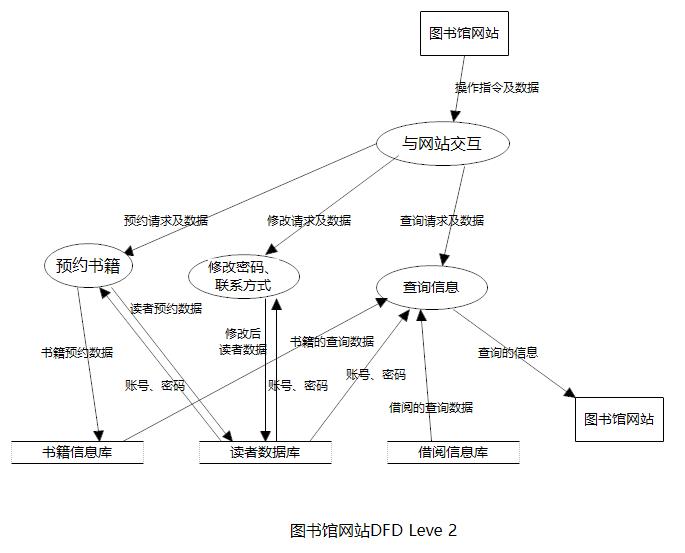 图书馆网站
操作指令及数据
与网站交互
预约请求及数据
修改请求及数据
查询请求及数据
预约书籍
修改密码、
联系方式
查询信息
读者预约数据
修改后
读者数据
书籍的查询数据
书籍预约数据
查询的信息
账号、密码
账号、密码
账号、密码
借阅的查询数据
图书馆网站
书籍信息库
读者数据库
借阅信息库
图书馆网站DFD Leve 2